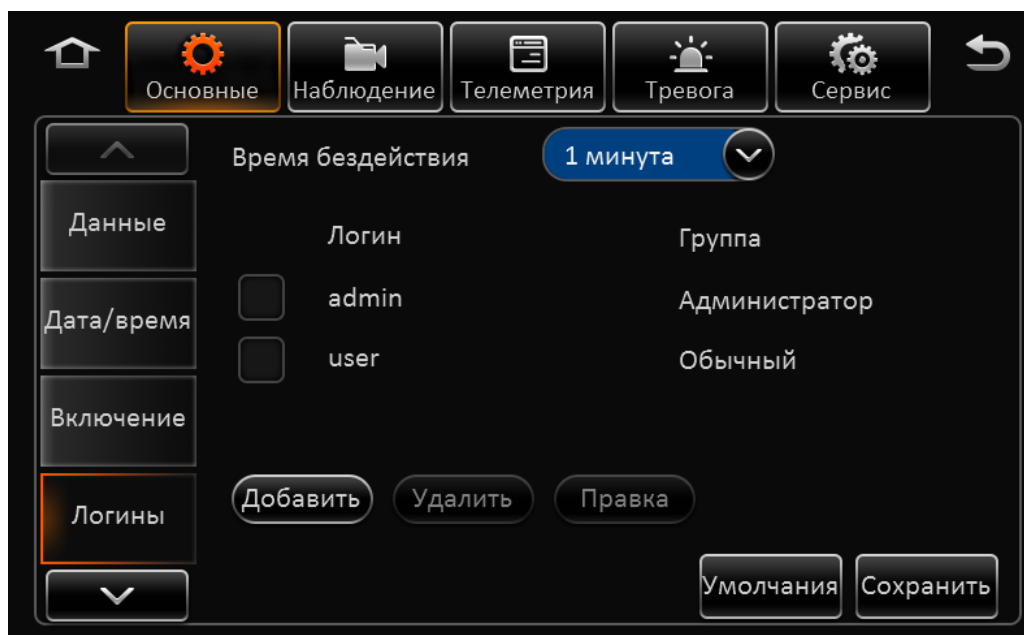 Основные Наблюдение Телеметрия Тревога Сервис
Время бездействия 1 минута
Данные
Логин Группа
admin Администратор
Дата/время
user Обычный
Включение
Добавить Удалить Правка
Логины
Умолчания Сохранить